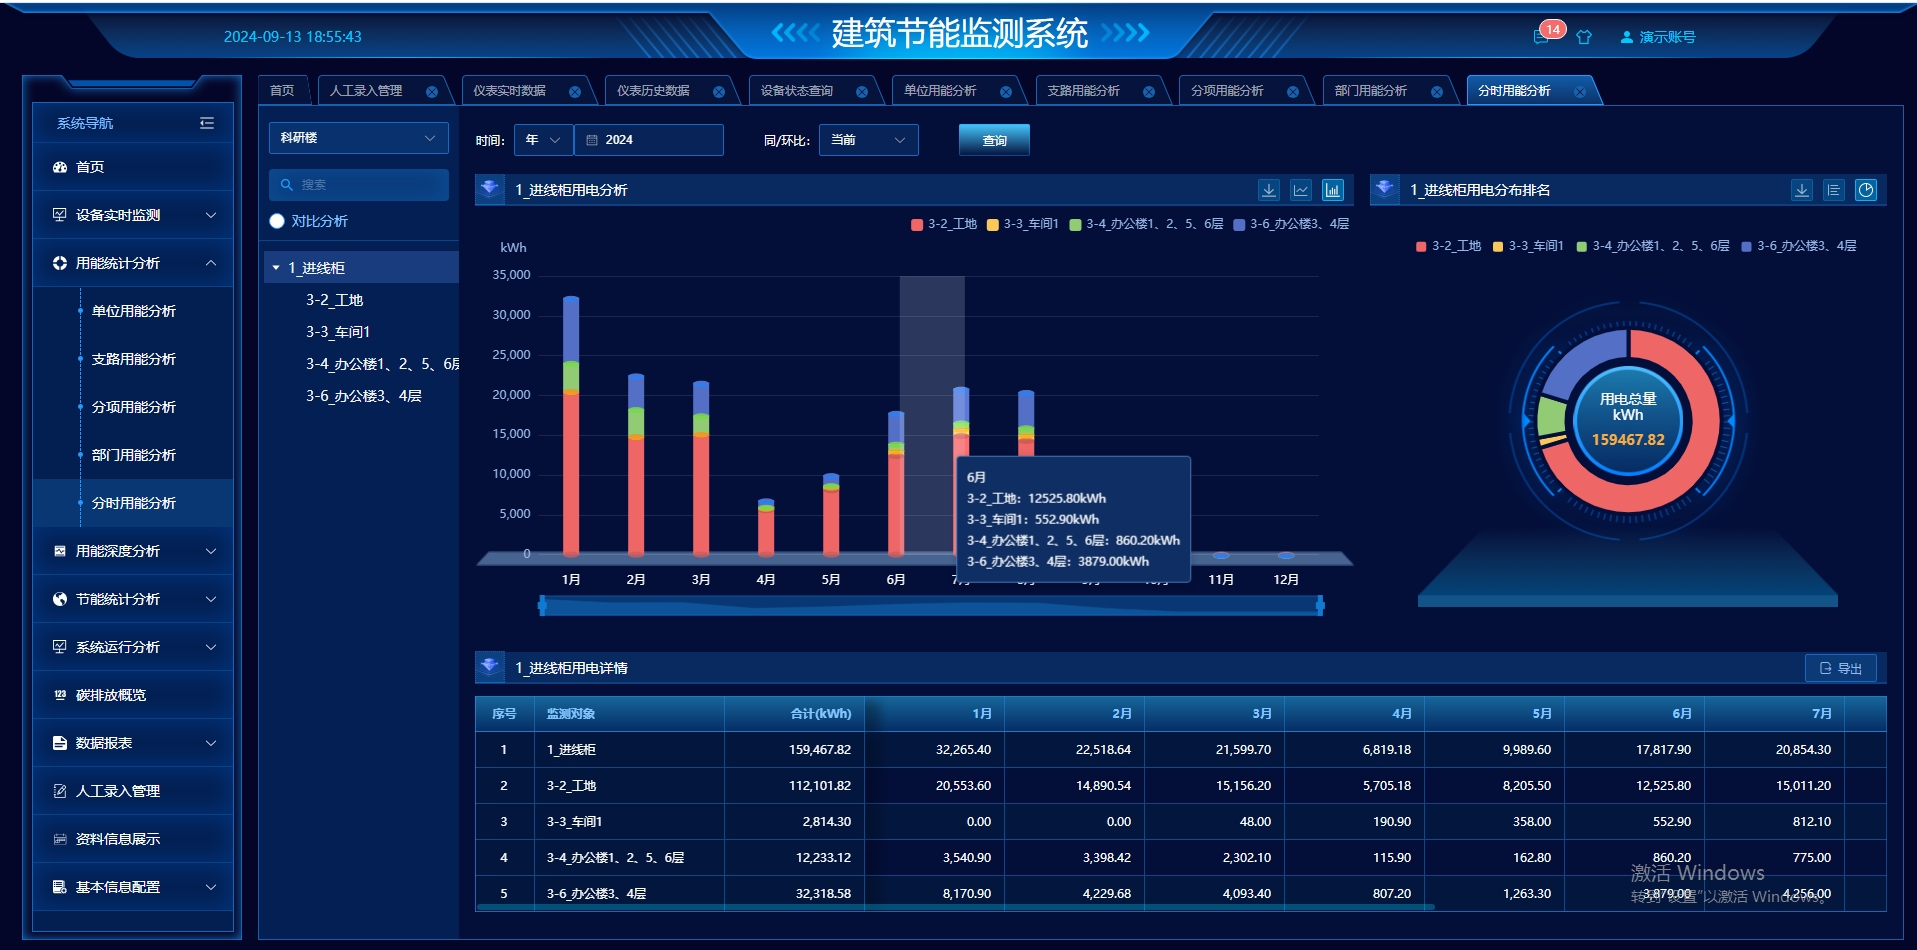 2024-09-13 18:55:43
建筑节能监测系统
14
演示账号
系统导航
首页
设备实时监测
用能统计分析
单位用能分析
支路用能分析
分项用能分析
部门用能分析
分时用能分析
用能深度分析
节能统计分析
系统运行分析
123 碳排放概览
数据报表
人工录入管理
资料信息展示
基本信息配置
首页 人工录入管理 仪表实时数据 仪表历史数据 设备状态查询 单位用能分析 支路用能分析 分项用能分析 部门用能分析 分时用能分析
科研楼
搜索
对比分析
1_进线柜
3-2_工地
3-3_车间1
3-4_办公楼1、2、5、6层
3-6_办公楼3、4层
时间: 年 2024 同/环比: 当前 查询
1_进线柜用电分析
3-2_工地 3-3_车间1 3-4_办公楼1、2、5、6层 3-6_办公楼3、4层
kWh
35,000
30,000
25,000
20,000
15,000
10,000
5,000
0
1月 2月 3月 4月 5月 6月 11月 12月
6月
3-2_工地: 12525.80kWh
3-3_车间1: 552.90kWh
3-4_办公楼1、2、5、6层: 860.20kWh
3-6_办公楼3、4层: 3879.00kWh
1_进线柜用电分布排名
3-2_工地 3-3_车间1 3-4_办公楼1、2、5、6层 3-6_办公楼3、4层
用电总量
kWh
159467.82
1_进线柜用电详情
导出
序号 监测对象 合计(kWh) 1月 2月 3月 4月 5月 6月 7月
1 1_进线柜 159,467.82 32,265.40 22,518.64 21,599.70 6,819.18 9,989.60 17,817.90 20,854.30
2 3-2_工地 112,101.82 20,553.60 14,890.54 15,156.20 5,705.18 8,205.50 12,525.80 15,011.20
3 3-3_车间1 2,814.30 0.00 0.00 48.00 190.90 358.00 552.90 812.10
4 3-4_办公楼1、2、5、6层 12,233.12 3,540.90 3,398.42 2,302.10 115.90 162.80 860.20 775.00
5 3-6_办公楼3、4层 32,318.58 8,170.90 4,229.68 4,093.40 807.20 1,263.30 3,879.00 4,256.00
激活 Windows
转到"设置"以激活 Windows。